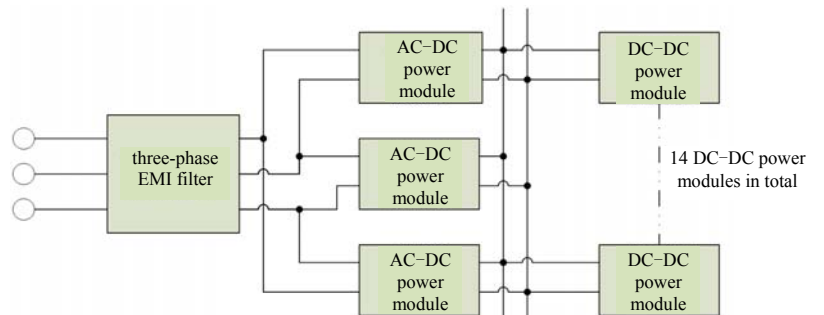 AC−DC
power
module
DC−DC
power
module
three-phase
EMI filter
AC−DC
power
module
14 DC−DC power
modules in total
AC−DC
power
module
DC−DC
power
module